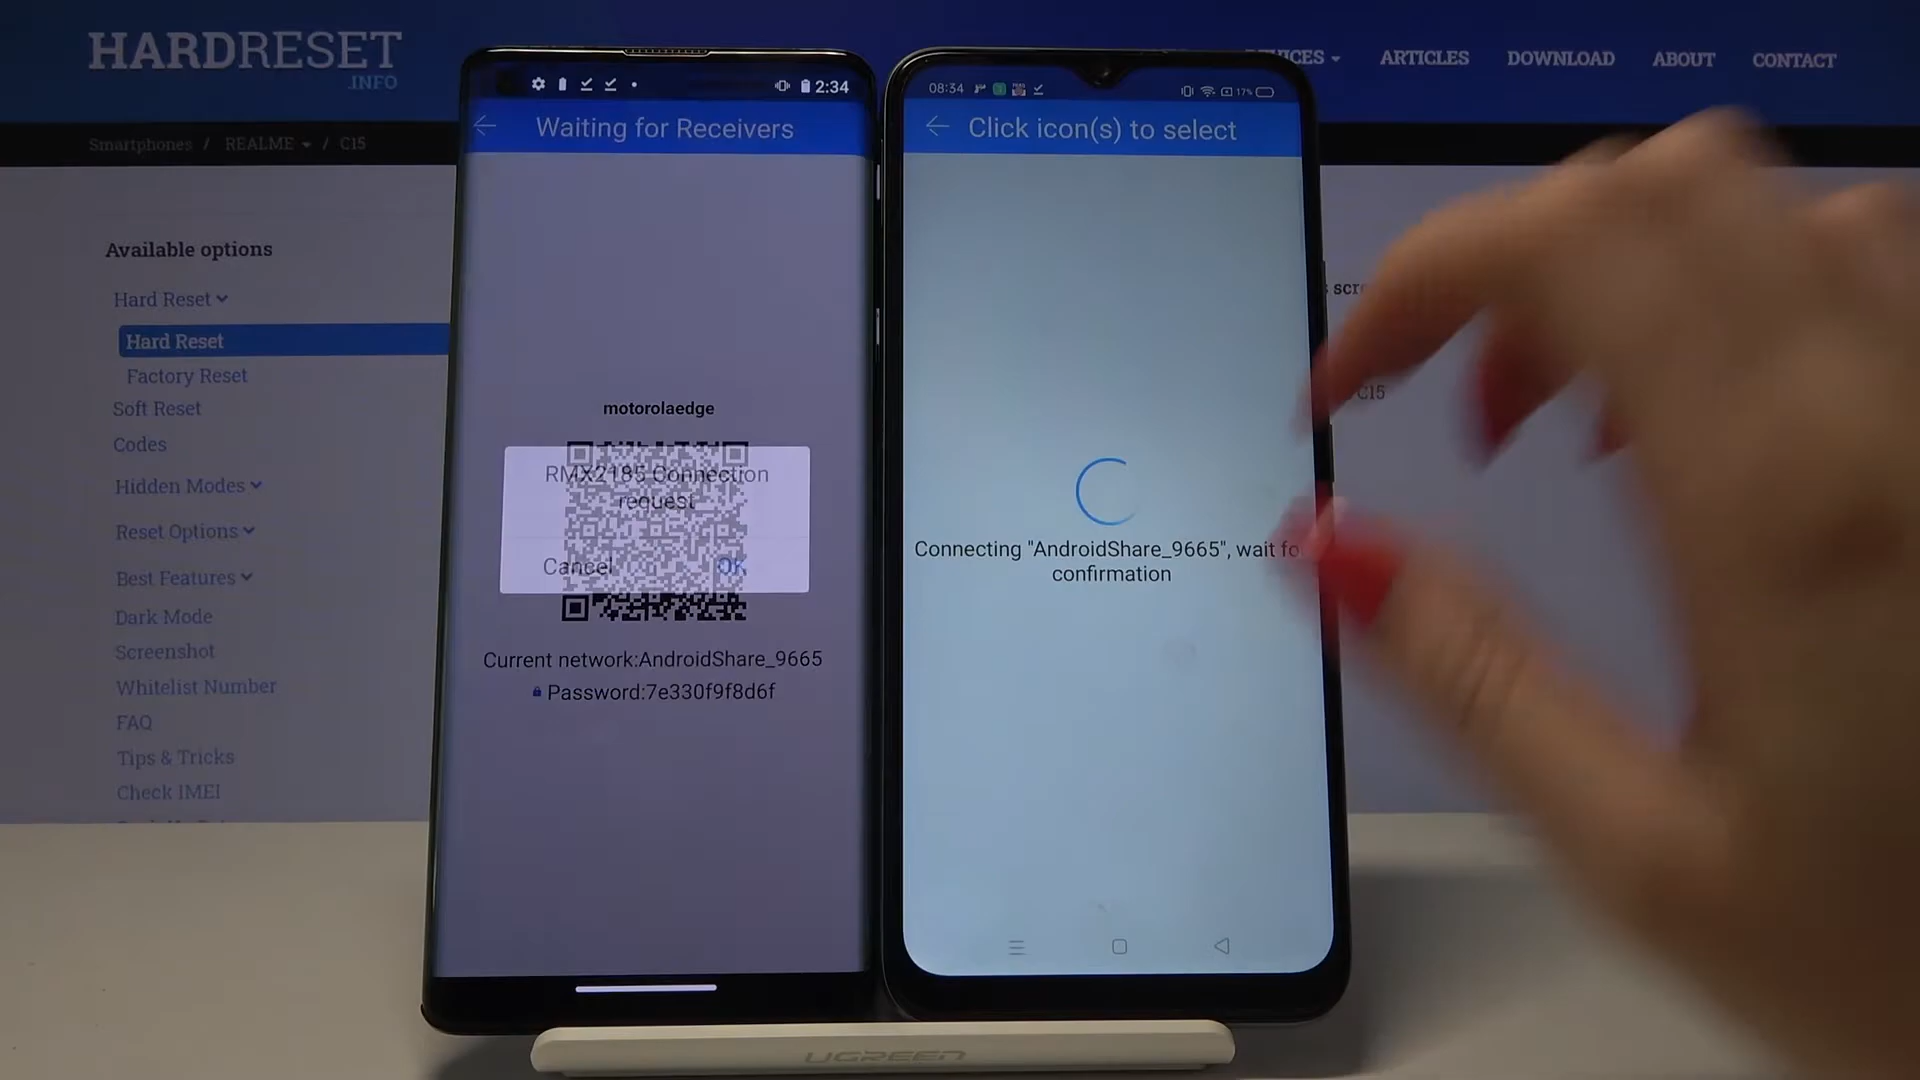 HARDRESET
.INFO
ARTICLES
DOWNLOAD
ABOUT
CONTACT
Smartphones / REALME / C15
Available options
Hard Reset
Hard Reset
Factory Reset
Soft Reset
Codes
Hidden Modes
Reset Options
Best Features
Dark Mode
Screenshot
Whitelist Number
FAQ
Tips & Tricks
Check IMEI
2:34
Waiting for Receivers
motorolaedge
RMX2185 Connection
request
Cancel OK
Current network:AndroidShare_9665
Password:7e330f9f8d6f
08:34
17%
Click icon(s) to select
Connecting "AndroidShare_9665", wait fo
confirmation
C15
UGREEN